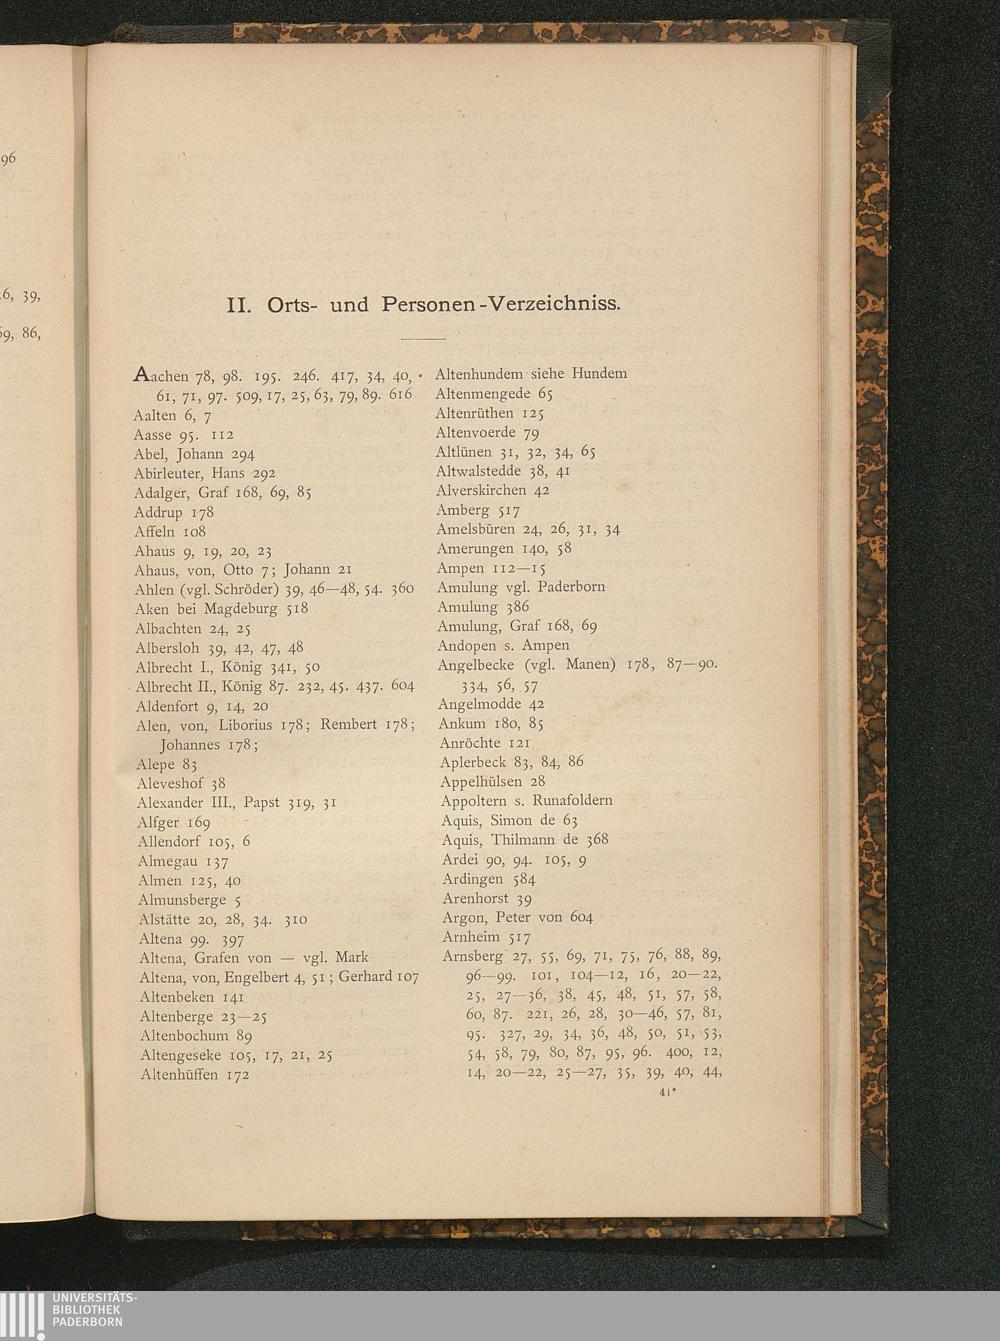 96
6, 39,
59, 86,
II. Orts- und Personen-Verzeichniss.
Aachen 78, 98. 195. 246. 417, 34, 40,
61, 71, 97. 509, 17, 25, 63, 79, 89. 616
Aalten 6, 7
Aasse 95. 112
Abel, Johann 294
Abirleuter, Hans 292
Adalger, Graf 168, 69, 85
Addrup 178
Affeln 108
Ahaus 9, 19, 20, 23
Ahaus, von, Otto 7; Johann 21
Ahlen (vgl. Schröder) 39, 46—48, 54. 360
Aken bei Magdeburg 518
Albachten 24, 25
Albersloh 39, 42, 47, 48
Albrecht I., König 341, 50
Albrecht II., König 87. 232, 45. 437. 604
Aldenfort 9, 14, 20
Alen, von, Liborius 178; Rembert 178;
Johannes 178;
Alepe 83
Aleveshof 38
Alexander III., Papst 319, 31
Alfger 169
Allendorf 105, 6
Almegau 137
Almen 125, 40
Almunsberge 5
Alstätte 20, 28, 34. 310
Altena 99. 397
Altena, Grafen von — vgl. Mark
Altena, von, Engelbert 4, 51; Gerhard 107
Altenbeken 141
Altenberge 23—25
Altenbochum 89
Altengeseke 105, 17, 21, 25
Altenhüffen 172
Altenhundem siehe Hundem
Altenmengede 65
Altenrüthen 125
Altenvoerde 79
Altlünen 31, 32, 34, 65
Altwalstedde 38, 41
Alverskirchen 42
Amberg 517
Amelsbüren 24, 26, 31, 34
Amerungen 140, 58
Ampen 112—15
Amulung vgl. Paderborn
Amulung 386
Amulung, Graf 168, 69
Andopen s. Ampen
Angelbecke (vgl. Manen) 178, 87—90.
334, 56, 57
Angelmodde 42
Ankum 180, 85
Anröchte 121
Aplerbeck 83, 84, 86
Appelhülsen 28
Appoltern s. Runafoldern
Aquis, Simon de 63
Aquis, Thilmann de 368
Ardei 90, 94. 105, 9
Ardingen 584
Arenhorst 39
Argon, Peter von 604
Arnheim 517
Arnsberg 27, 55, 69, 71, 75, 76, 88, 89,
96—99. 101, 104—12, 16, 20—22,
25, 27—36, 38, 45, 48, 51, 57, 58,
60, 87. 221, 26, 28, 30—46, 57, 81,
95. 327, 29, 34, 36, 48, 50, 51, 53,
54, 58, 79, 80, 87, 95, 96. 400, 12,
14, 20—22, 25—27, 35, 39, 40, 44,
41*
UNIVERSITÄTS-
BIBLIOTHEK
PADERBORN